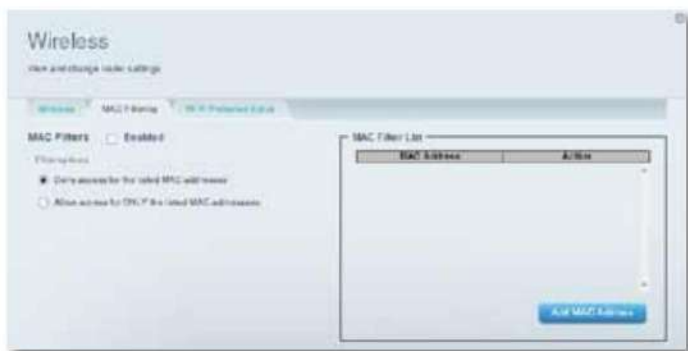 Wireless
View and change router settings
Wireless
MAC Filtering
Wi-Fi Protected Setup
MAC Filters
Enabled
Filter options
Deny access for the listed MAC addresses
Allow access for ONLY the listed MAC addresses
MAC Filter List
MAC Address
Action
Add MAC Address